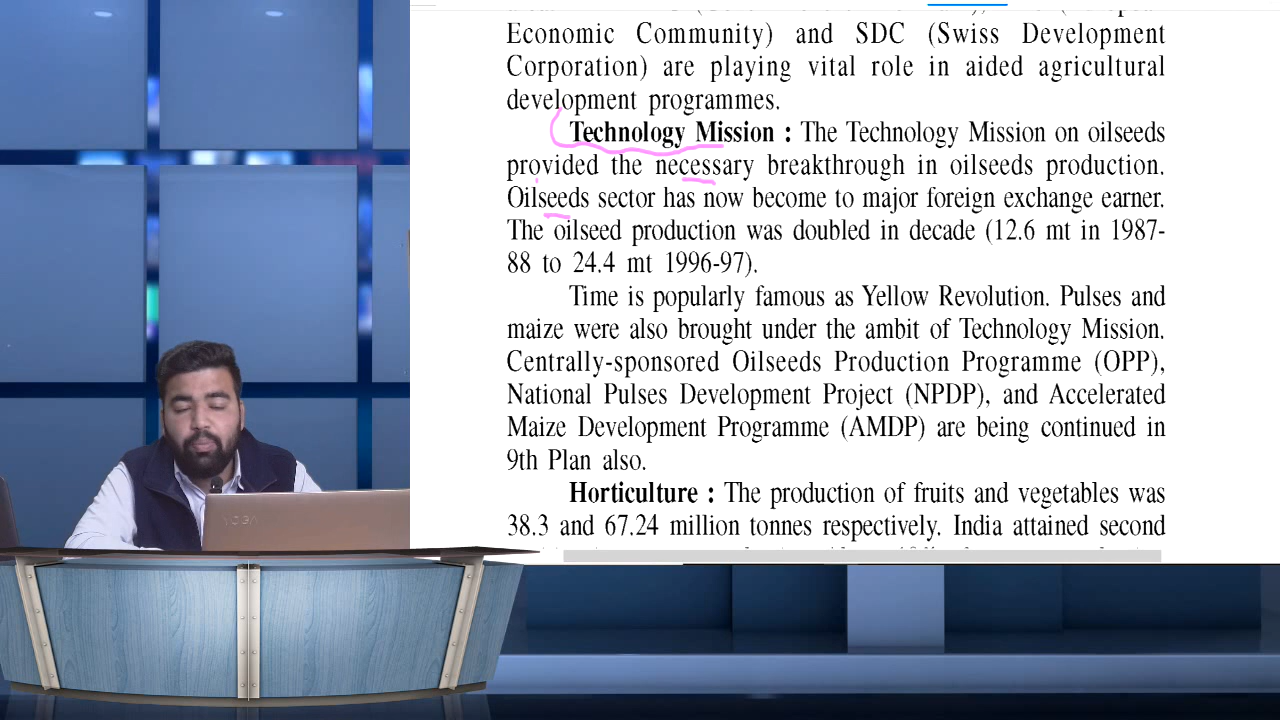 Economic Community) and SDC (Swiss Development
Corporation) are playing vital role in aided agricultural
development programmes.
Technology Mission : The Technology Mission on oilseeds
provided the necessary breakthrough in oilseeds production.
Oilseeds sector has now become to major foreign exchange earner.
The oilseed production was doubled in decade (12.6 mt in 1987-
88 to 24.4 mt 1996-97).
Time is popularly famous as Yellow Revolution. Pulses and
maize were also brought under the ambit of Technology Mission.
Centrally-sponsored Oilseeds Production Programme (OPP),
National Pulses Development Project (NPDP), and Accelerated
Maize Development Programme (AMDP) are being continued in
9th Plan also.
Horticulture : The production of fruits and vegetables was
38.3 and 67.24 million tonnes respectively. India attained second
YOGA